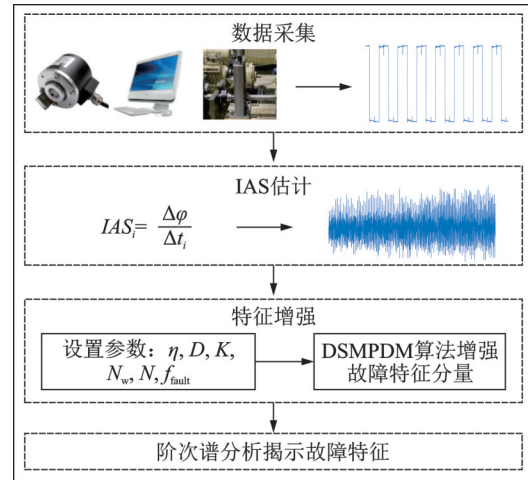 数据采集
IAS估计
IAS_i= Δφ/Δt_i
特征增强
设置参数：η, D, K,
N_w, N, f_fault
DSMPDM算法增强
故障特征分量
阶次谱分析揭示故障特征